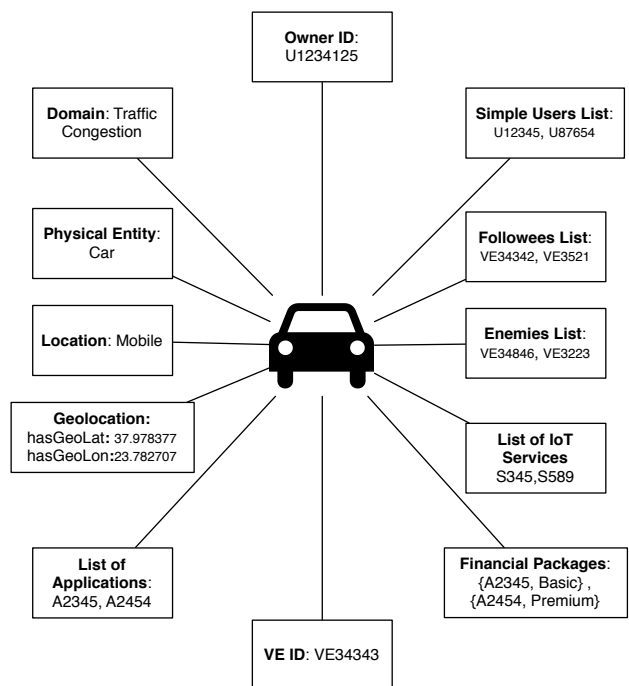 Owner ID:
U1234125
Domain: Traffic
Congestion
Simple Users List:
U12345, U87654
Physical Entity:
Car
Followees List:
VE34342, VE3521
Location: Mobile
Enemies List:
VE34846, VE3223
Geolocation:
hasGeoLat: 37.978377
hasGeoLon:23.782707
List of IoT
Services
S345,S589
List of
Applications:
A2345, A2454
Financial Packages:
{A2345, Basic} ,
{A2454, Premium}
VE ID: VE34343